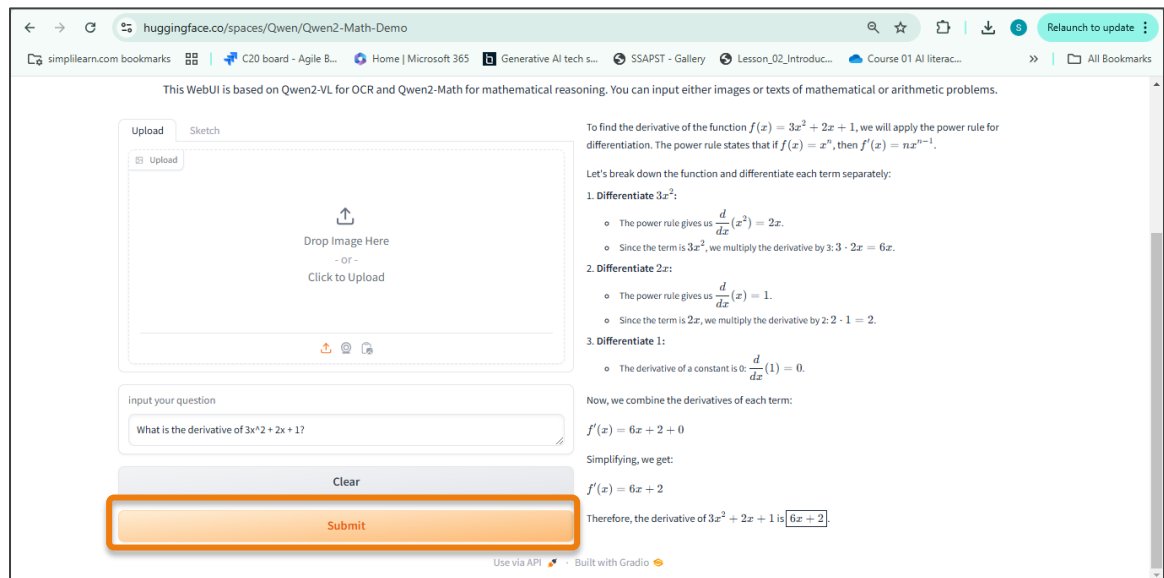 huggingface.co/spaces/Qwen/Qwen2-Math-Demo
S
Relaunch to update
simplilearn.com bookmarks
C20 board - Agile B...
Home | Microsoft 365
Generative AI tech s...
SSAPST - Gallery
Lesson_02_Introduc...
Course 01 AI literac...
»
All Bookmarks
This WebUI is based on Qwen2-VL for OCR and Qwen2-Math for mathematical reasoning. You can input either images or texts of mathematical or arithmetic problems.
Upload
Sketch
Upload
Drop Image Here
- or -
Click to Upload
input your question
What is the derivative of 3x^2 + 2x + 1?
Clear
Submit
To find the derivative of the function f(x) = 3x² + 2x + 1, we will apply the power rule for
differentiation. The power rule states that if f(x) = xⁿ, then f′(x) = nxⁿ⁻¹.
Let's break down the function and differentiate each term separately:
1. Differentiate 3x²:
∘ The power rule gives us d/dx (x²) = 2x.
∘ Since the term is 3x², we multiply the derivative by 3: 3 · 2x = 6x.
2. Differentiate 2x:
∘ The power rule gives us d/dx (x) = 1.
∘ Since the term is 2x, we multiply the derivative by 2: 2 · 1 = 2.
3. Differentiate 1:
∘ The derivative of a constant is 0: d/dx (1) = 0.
Now, we combine the derivatives of each term:
f′(x) = 6x + 2 + 0
Simplifying, we get:
f′(x) = 6x + 2
Therefore, the derivative of 3x² + 2x + 1 is 6x + 2.
Use via API · Built with Gradio